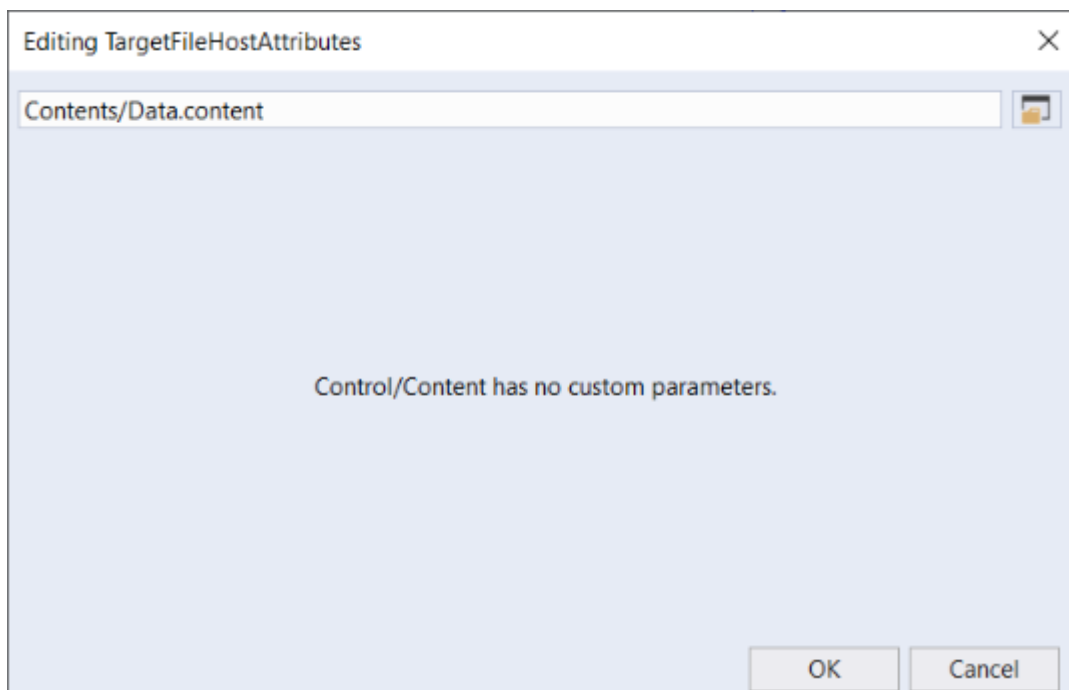 Editing TargetFileHostAttributes
Contents/Data.content
Control/Content has no custom parameters.
OK
Cancel